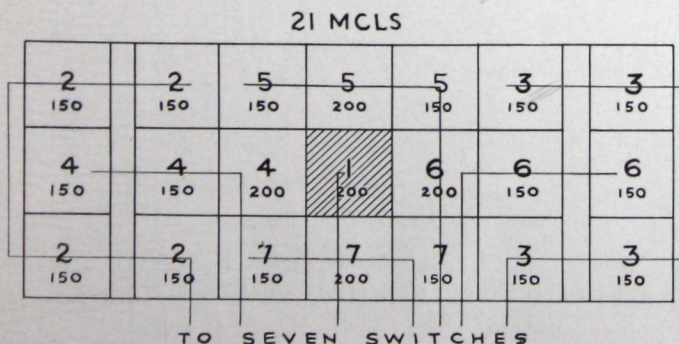 21 MCLS
2 2 5 5 5 3 3
150 150 150 200 150 150 150
4 4 4 1 6 6 6
150 150 200 200 200 150 150
2 2 7 7 7 3 3
150 150 150 200 150 150 150
TO SEVEN SWITCHES